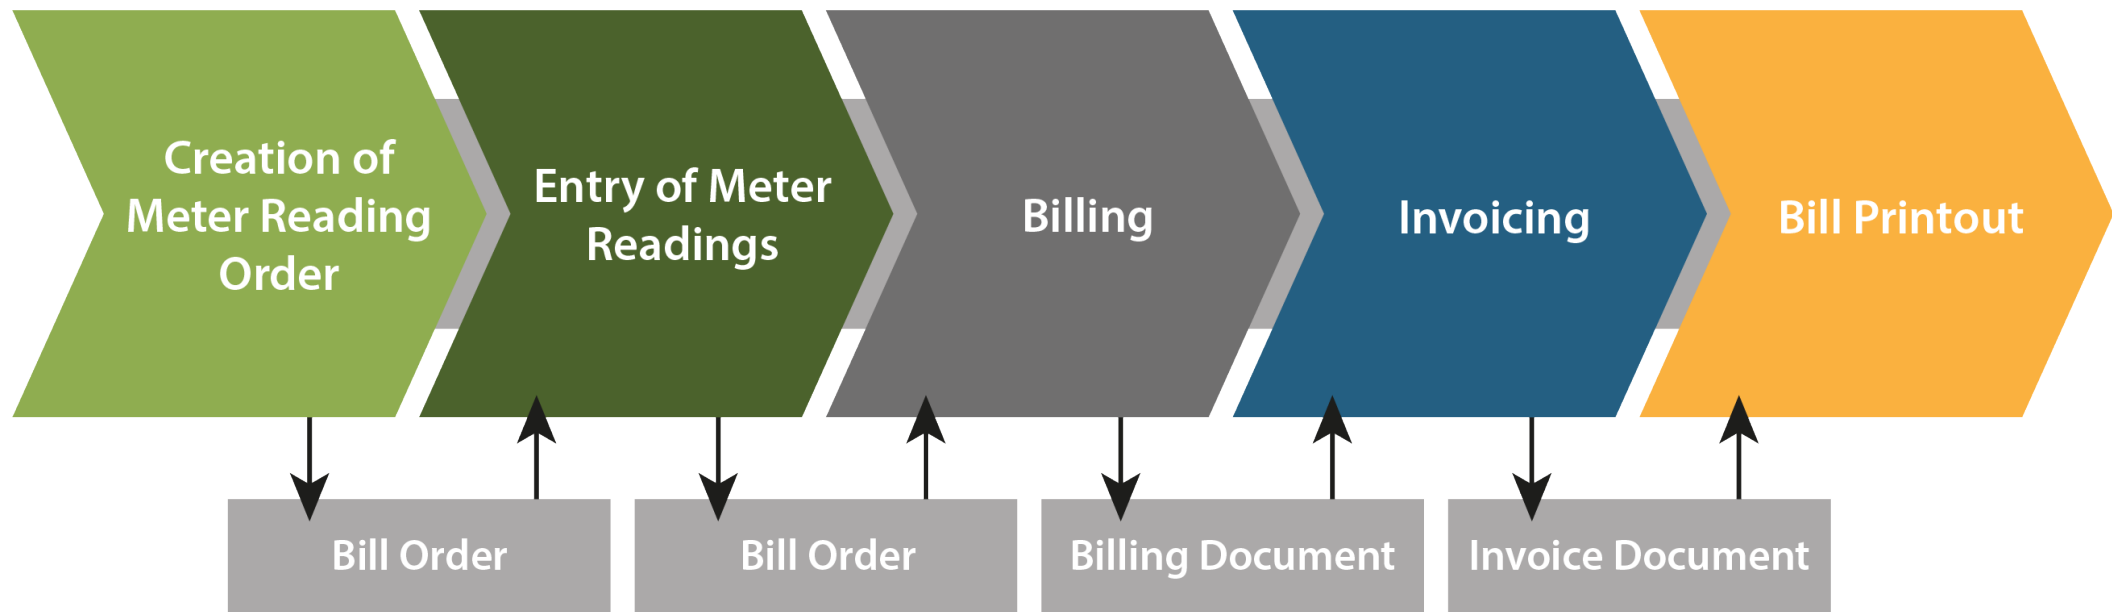 Creation of
Meter Reading
Order
Entry of Meter
Readings
Billing
Invoicing
Bill Printout
Bill Order
Bill Order
Billing Document
Invoice Document